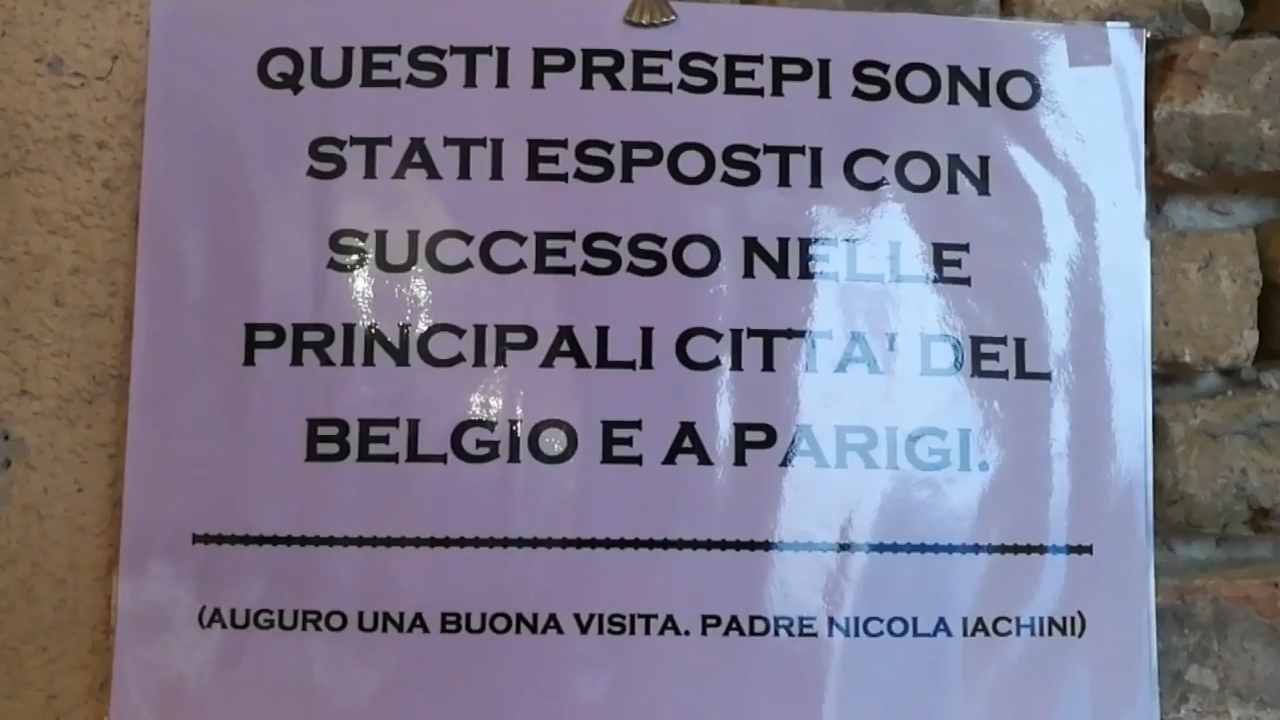 QUESTI PRESEPI SONO
STATI ESPOSTI CON
SUCCESSO NELLE
PRINCIPALI CITTA' DEL
BELGIO E A PARIGI.
(AUGURO UNA BUONA VISITA. PADRE NICOLA IACHINI)